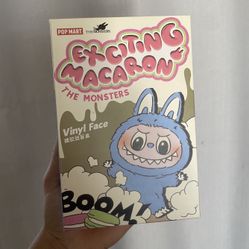 POP MART
EXCITING
MACARON
THE MONSTERS
Vinyl Face
BOOM!